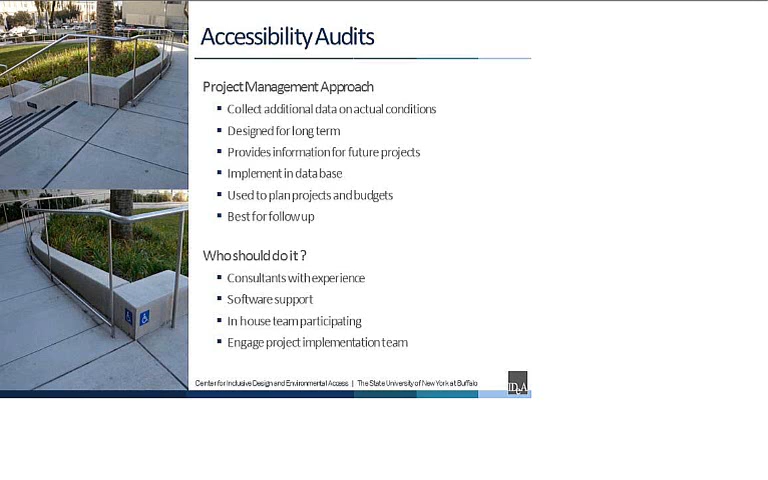 Accessibility Audits
Project Management Approach
Collect additional data on actual conditions
Designed for long term
Provides information for future projects
Implement in data base
Used to plan projects and budgets
Best for follow up
Who should do it ?
Consultants with experience
Software support
In house team participating
Engage project implementation team
Center for Inclusive Design and Environmental Access | The State University of New York at Buffalo
IDeA